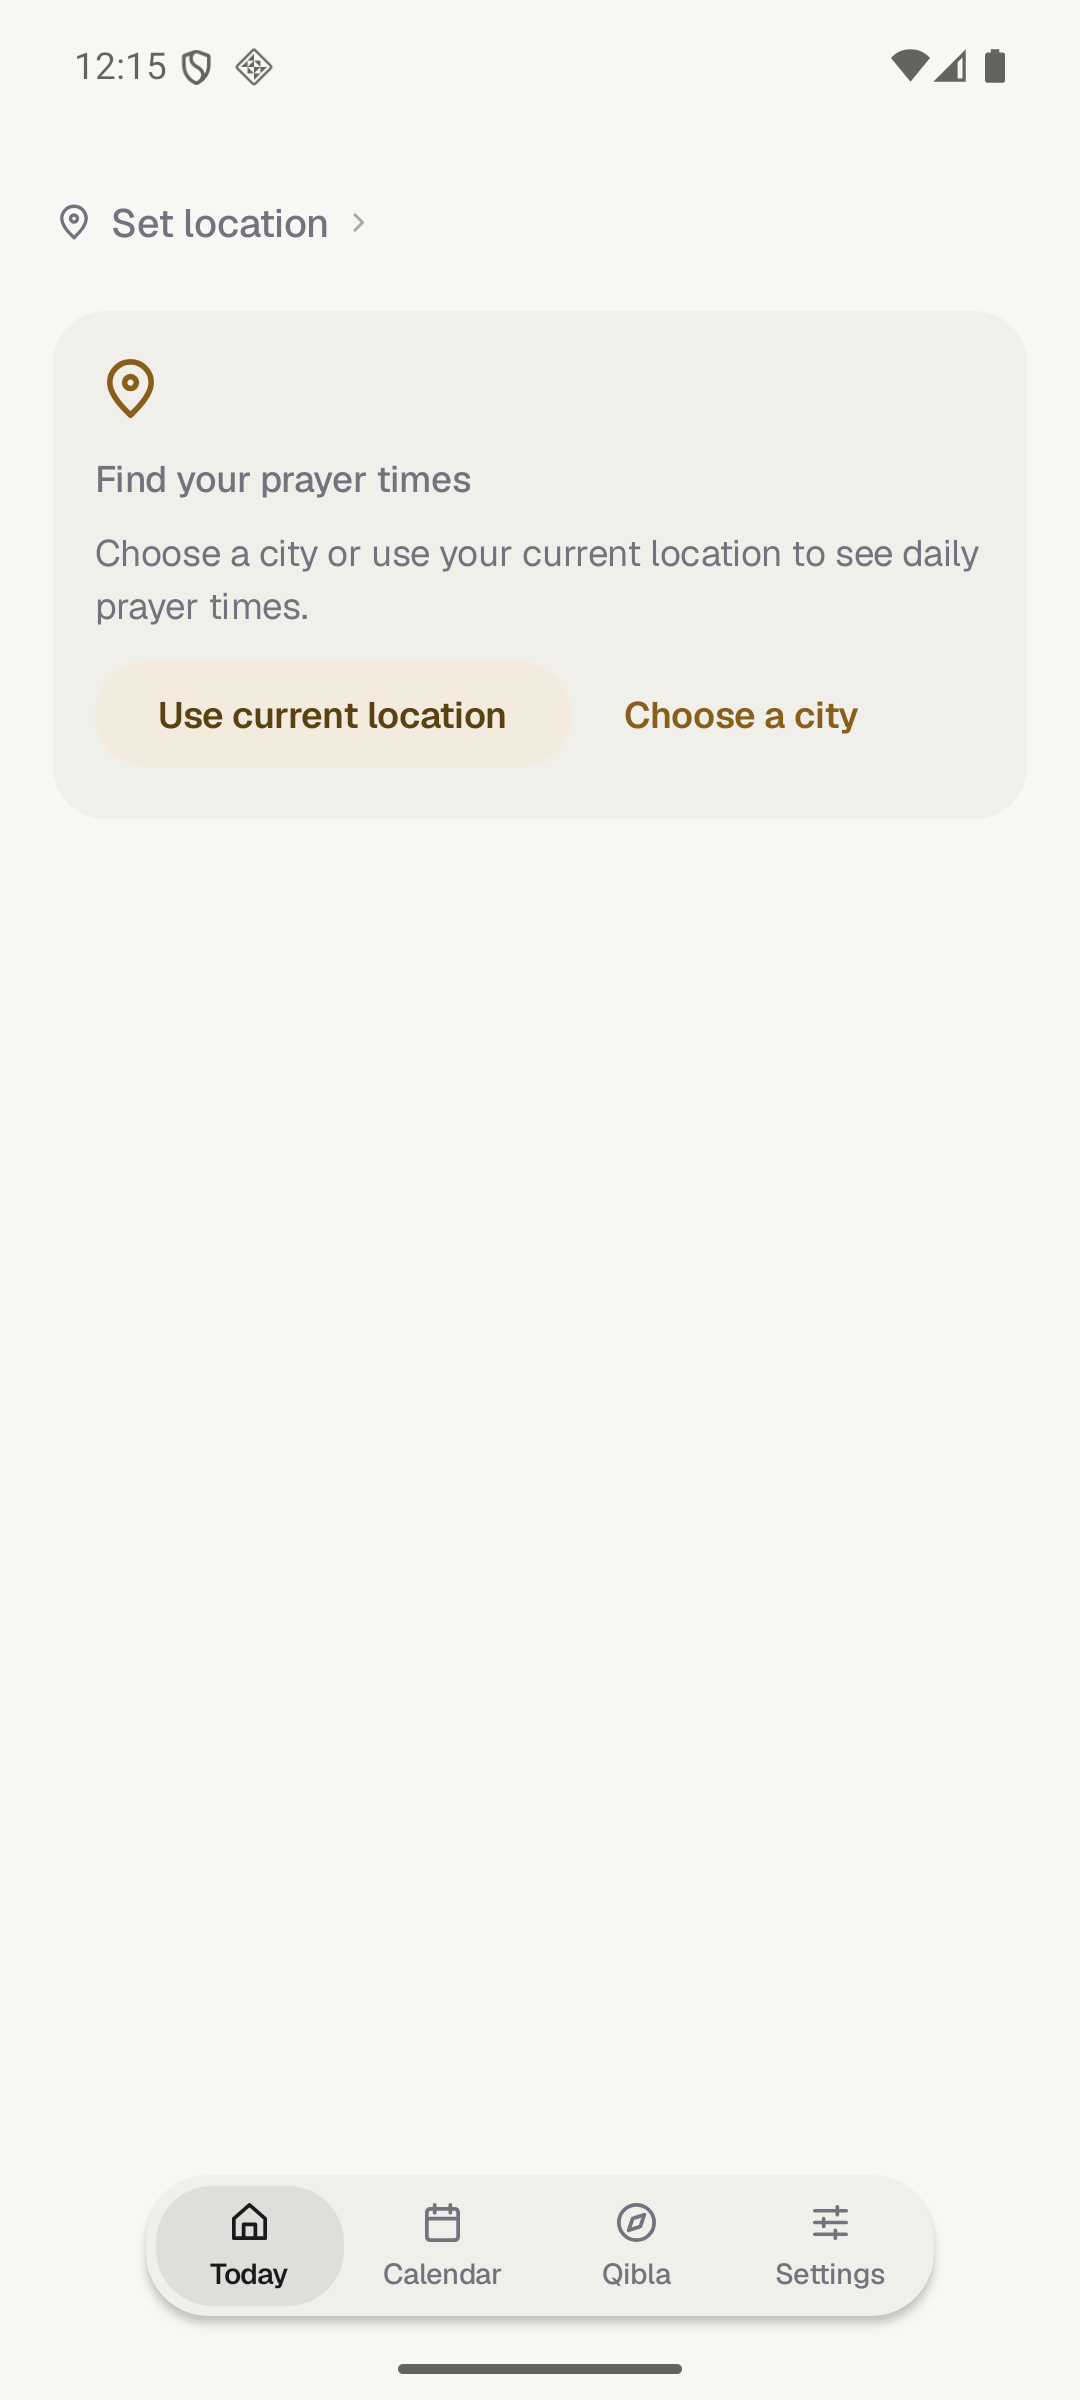 12:15
Set location
Find your prayer times
Choose a city or use your current location to see daily
prayer times.
Use current location
Choose a city
Today
Calendar
Qibla
Settings